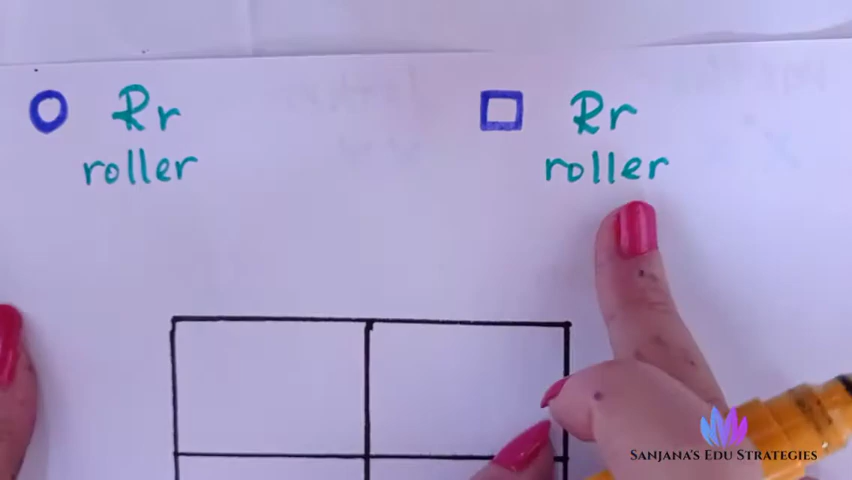 Rr
roller
Rr
roller
SANJANA'S EDU STRATEGIES